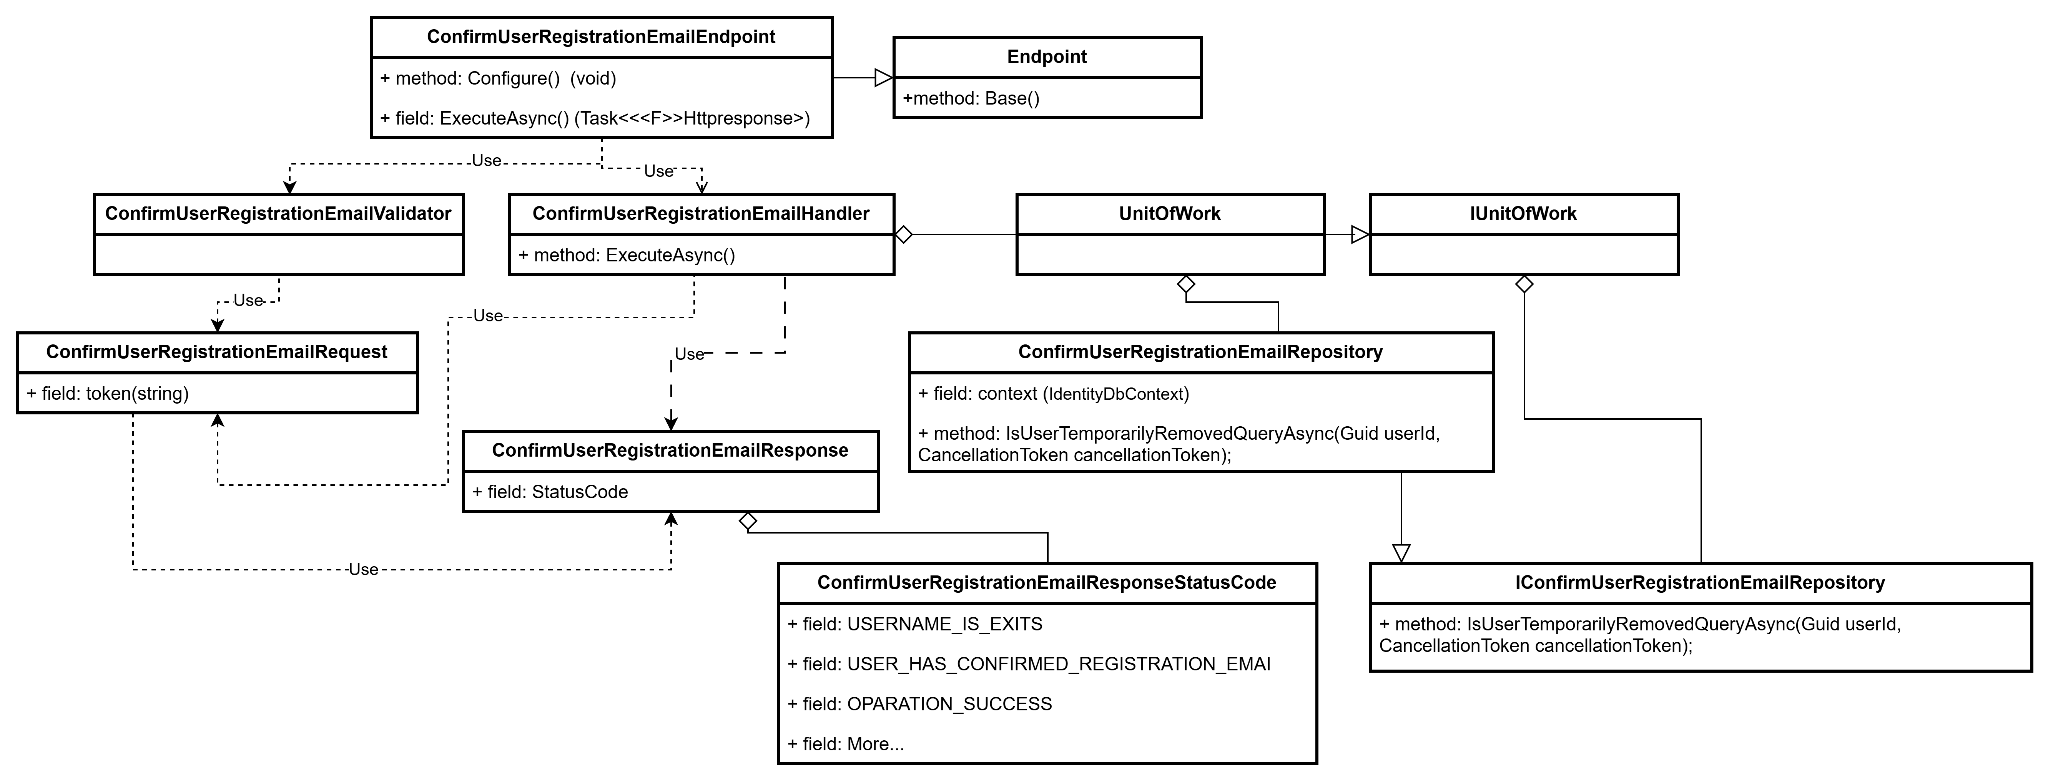 ConfirmUserRegistrationEmailEndpoint
+ method: Configure()  (void)
+ field: ExecuteAsync() (Task<<<F>>Httpresponse>)
Endpoint
+method: Base()
Use
Use
ConfirmUserRegistrationEmailValidator
ConfirmUserRegistrationEmailHandler
+ method: ExecuteAsync()
UnitOfWork
IUnitOfWork
Use
Use
Use
ConfirmUserRegistrationEmailRequest
+ field: token(string)
ConfirmUserRegistrationEmailRepository
+ field: context (IdentityDbContext)
+ method: IsUserTemporarilyRemovedQueryAsync(Guid userId,
CancellationToken cancellationToken);
ConfirmUserRegistrationEmailResponse
+ field: StatusCode
Use
ConfirmUserRegistrationEmailResponseStatusCode
+ field: USERNAME_IS_EXITS
+ field: USER_HAS_CONFIRMED_REGISTRATION_EMAI
+ field: OPARATION_SUCCESS
+ field: More...
IConfirmUserRegistrationEmailRepository
+ method: IsUserTemporarilyRemovedQueryAsync(Guid userId,
CancellationToken cancellationToken);